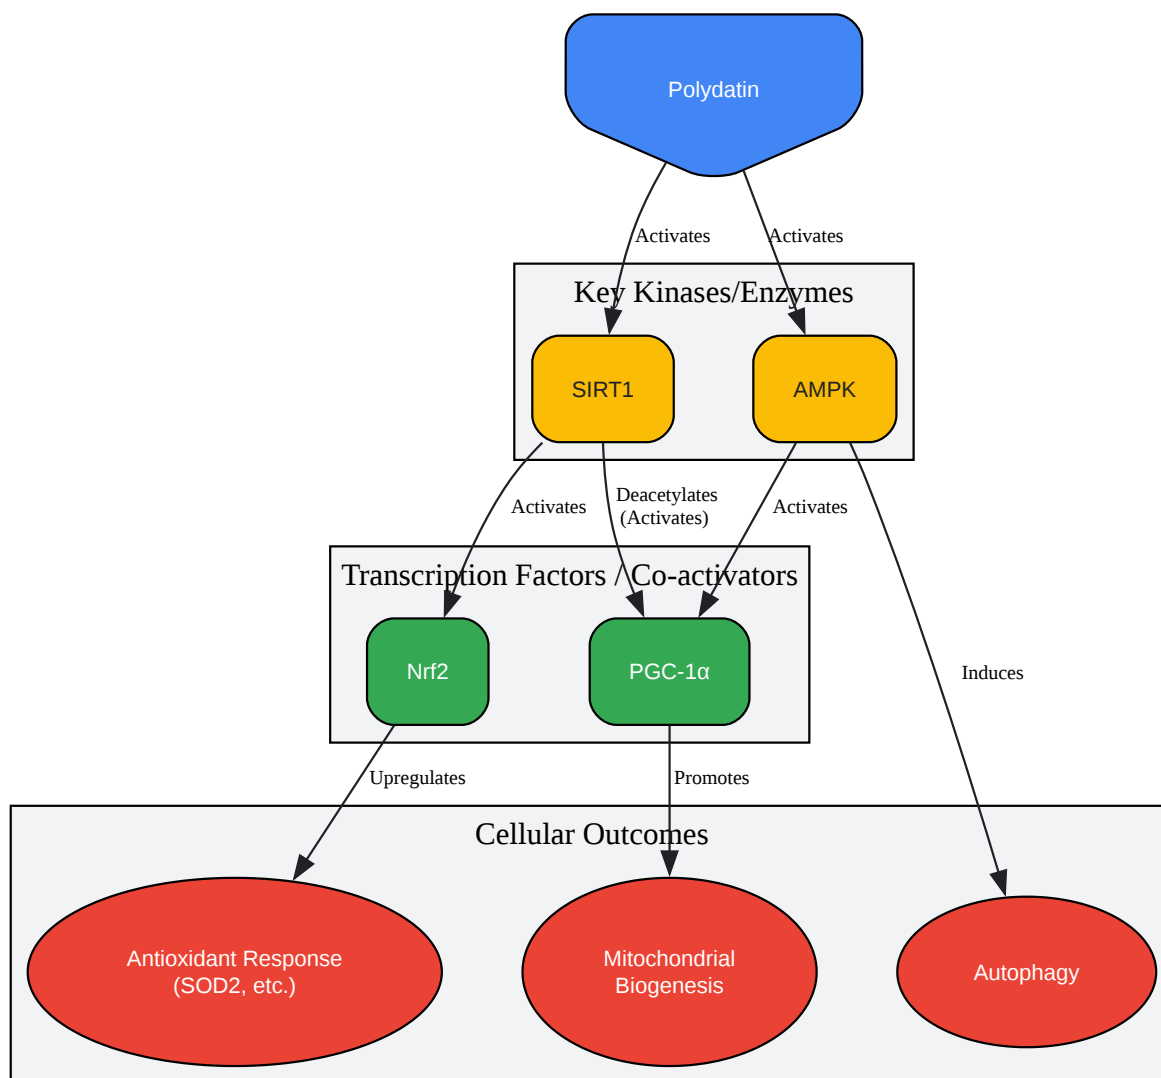 Polydatin
Activates
Activates
Key Kinases/Enzymes
SIRT1
AMPK
Activates
Deacetylates
(Activates)
Activates
Transcription Factors / Co-activators
Nrf2
PGC-1α
Induces
Upregulates
Promotes
Cellular Outcomes
Antioxidant Response
(SOD2, etc.)
Mitochondrial
Biogenesis
Autophagy